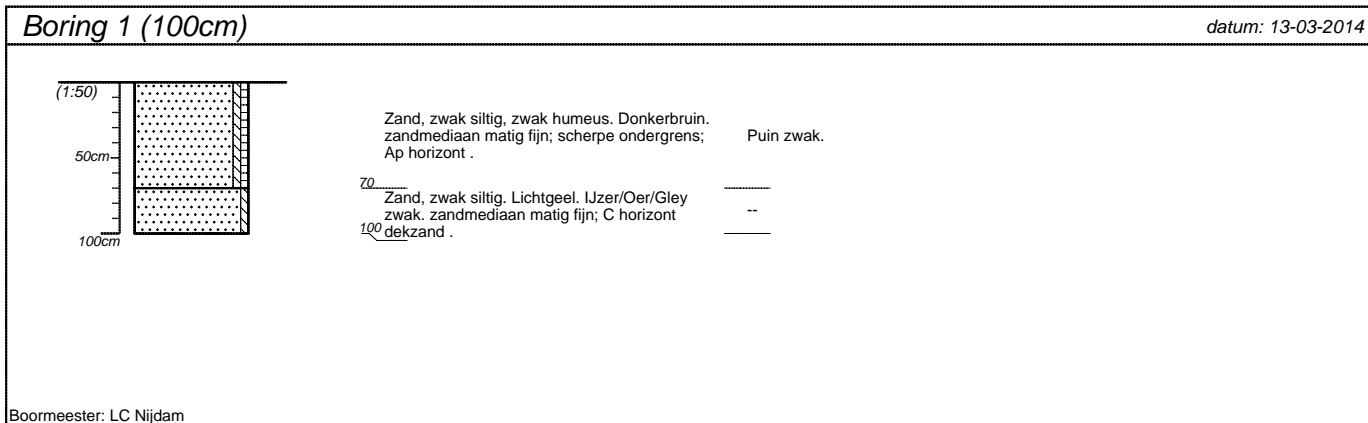 Boring 1 (100cm)
datum: 13-03-2014
(1:50)
50cm
100cm
Zand, zwak siltig, zwak humeus. Donkerbruin.
zandmediaan matig fijn; scherpe ondergrens;
Ap horizont .
Puin zwak.
70
Zand, zwak siltig. Lichtgeel. IJzer/Oer/Gley
zwak. zandmediaan matig fijn; C horizont
dekzand .
--
100
Boormeester: LC Nijdam